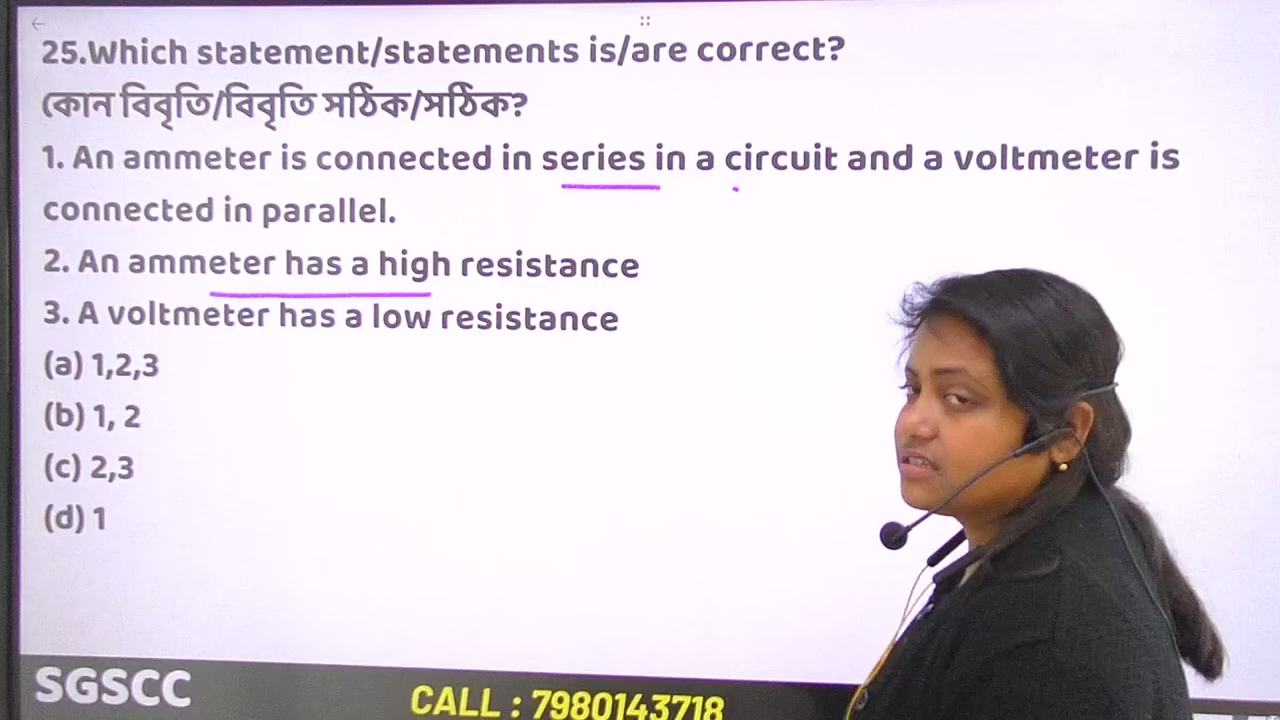 25.Which statement/statements is/are correct?
কোন বিবৃতি/বিবৃতি সঠিক/সঠিক?
1. An ammeter is connected in series in a circuit and a voltmeter is
connected in parallel.
2. An ammeter has a high resistance
3. A voltmeter has a low resistance
(a) 1,2,3
(b) 1, 2
(c) 2,3
(d) 1
SGSCC
CALL : 7980143718